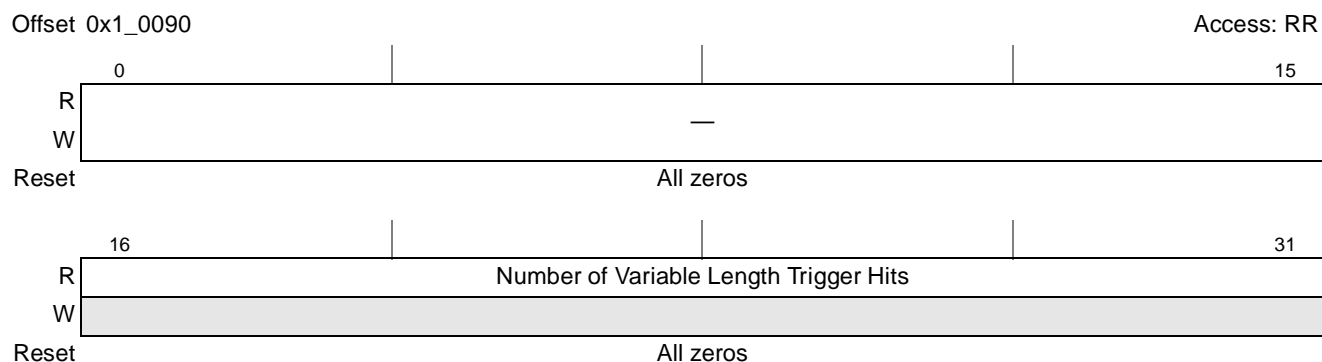 Offset 0x1_0090 Access: RR
0 15
R
—
W
Reset All zeros
16 31
R Number of Variable Length Trigger Hits
W
Reset All zeros